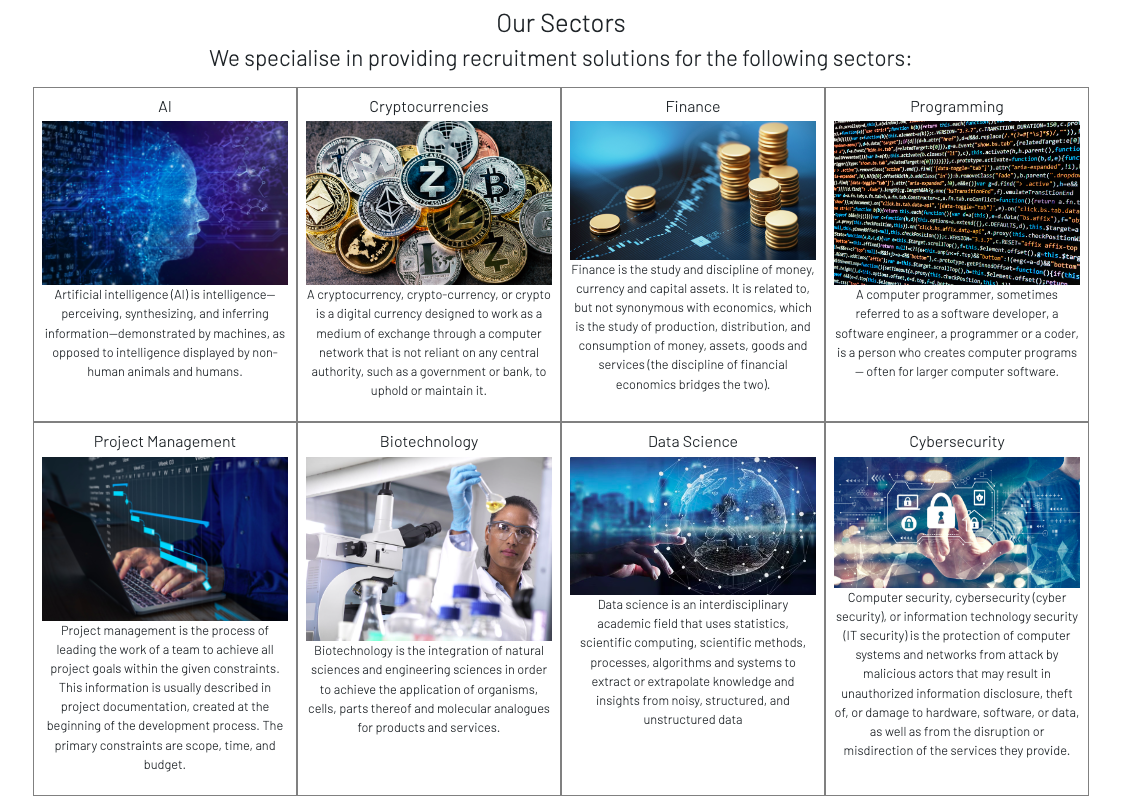 Our Sectors
We specialise in providing recruitment solutions for the following sectors:
AI
Artificial intelligence (AI) is intelligence—
perceiving, synthesizing, and inferring
information—demonstrated by machines, as
opposed to intelligence displayed by non-
human animals and humans.
Cryptocurrencies
A cryptocurrency, crypto-currency, or crypto
is a digital currency designed to work as a
medium of exchange through a computer
network that is not reliant on any central
authority, such as a government or bank, to
uphold or maintain it.
Finance
Finance is the study and discipline of money,
currency and capital assets. It is related to,
but not synonymous with economics, which
is the study of production, distribution, and
consumption of money, assets, goods and
services (the discipline of financial
economics bridges the two).
Programming
A computer programmer, sometimes
referred to as a software developer, a
software engineer, a programmer or a coder,
is a person who creates computer programs
— often for larger computer software.
Project Management
Project management is the process of
leading the work of a team to achieve all
project goals within the given constraints.
This information is usually described in
project documentation, created at the
beginning of the development process. The
primary constraints are scope, time, and
budget.
Biotechnology
Biotechnology is the integration of natural
sciences and engineering sciences in order
to achieve the application of organisms,
cells, parts thereof and molecular analogues
for products and services.
Data Science
Data science is an interdisciplinary
academic field that uses statistics,
scientific computing, scientific methods,
processes, algorithms and systems to
extract or extrapolate knowledge and
insights from noisy, structured, and
unstructured data
Cybersecurity
Computer security, cybersecurity (cyber
security), or information technology security
(IT security) is the protection of computer
systems and networks from attack by
malicious actors that may result in
unauthorized information disclosure, theft
of, or damage to hardware, software, or data,
as well as from the disruption or
misdirection of the services they provide.